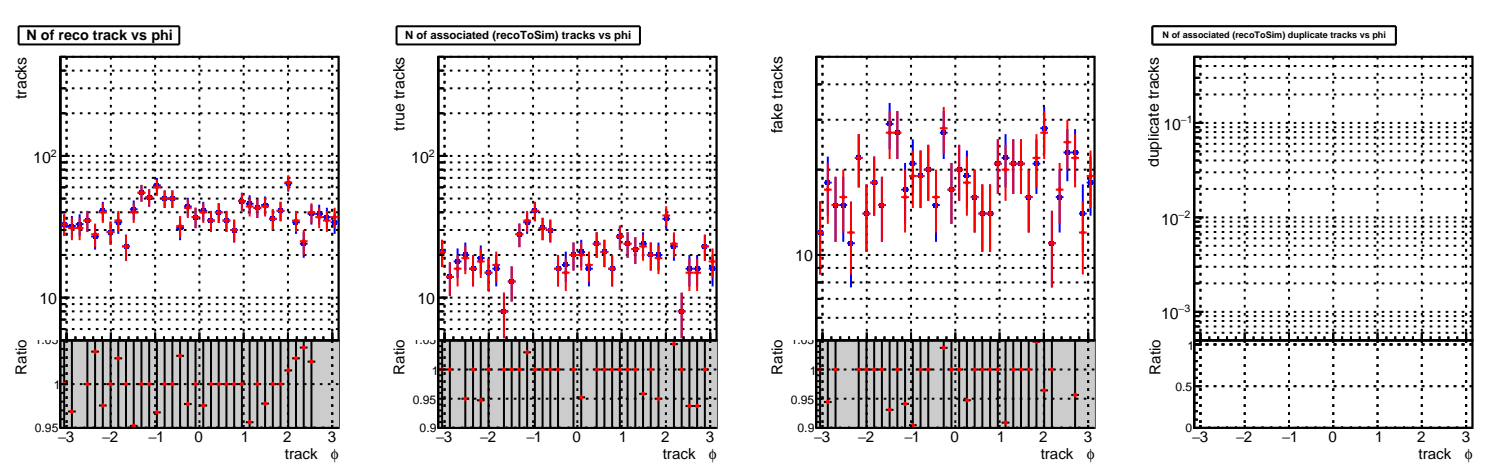 N of reco track vs phi
tracks
10²
10
Ratio
1.05
1
0.95
−3 −2 −1 0 1 2 3
track ϕ
N of associated (recoToSim) tracks vs phi
true tracks
10²
10
Ratio
1.05
1
0.95
0.9
−3 −2 −1 0 1 2 3
track ϕ
fake tracks
10
Ratio
1.05
1
0.95
0.9
−3 −2 −1 0 1 2 3
track ϕ
N of associated (recoToSim) duplicate tracks vs phi
duplicate tracks
10⁻¹
10⁻²
10⁻³
Ratio
1
0.5
0
−3 −2 −1 0 1 2 3
track ϕ